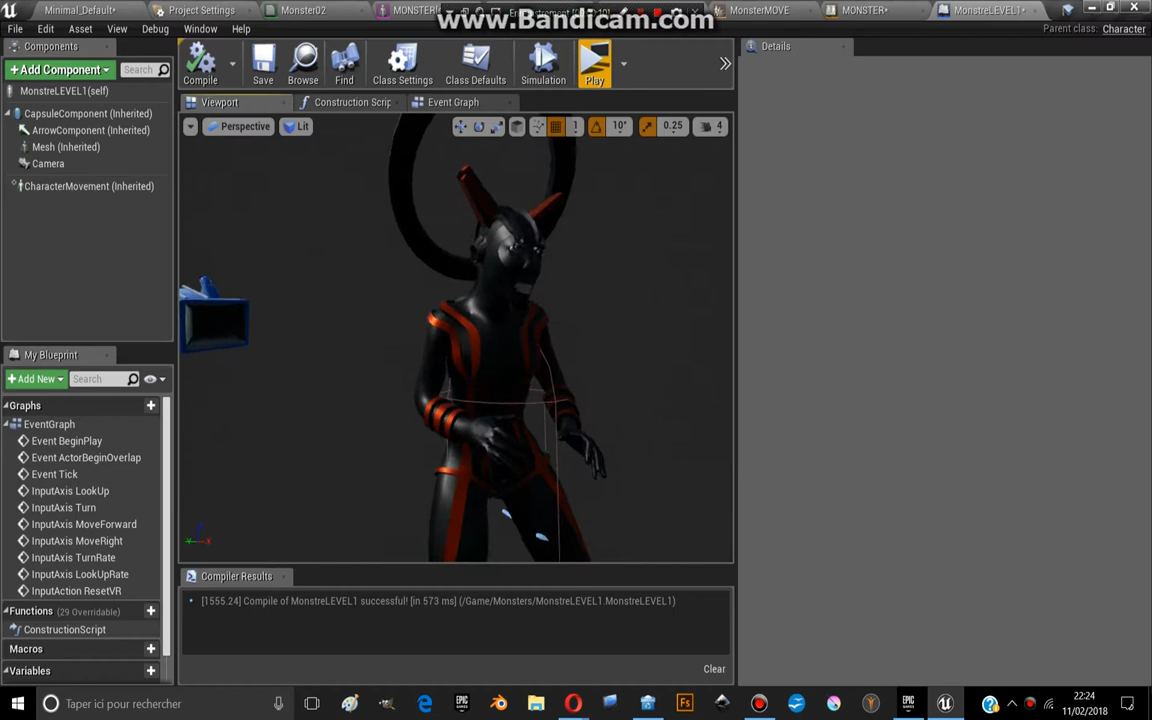 www.Bandicam.com
Minimal_Default*
Project Settings
Monster02
MonsterMOVE
MONSTER*
MonstreLEVEL1*
File Edit Asset View Debug Window Help
Parent class: Character
Components
+Add Component
Search
MonstreLEVEL1(self)
CapsuleComponent (Inherited)
ArrowComponent (Inherited)
Mesh (Inherited)
Camera
CharacterMovement (Inherited)
Compile
Save
Browse
Find
Class Settings
Class Defaults
Simulation
Play
Details
Viewport
Construction Scrip
Event Graph
Perspective
Lit
1
10°
0.25
4
My Blueprint
+Add New
Search
Graphs
EventGraph
Event BeginPlay
Event ActorBeginOverlap
Event Tick
InputAxis LookUp
InputAxis Turn
InputAxis MoveForward
InputAxis MoveRight
InputAxis TurnRate
InputAxis LookUpRate
InputAction ResetVR
Functions (29 Overridable)
ConstructionScript
Macros
Variables
Compiler Results
[1555.24] Compile of MonstreLEVEL1 successful! [in 573 ms] (/Game/Monsters/MonstreLEVEL1.MonstreLEVEL1)
Clear
Taper ici pour rechercher
EPIC GAMES
Fs
EPIC GAMES
22:24
11/02/2018